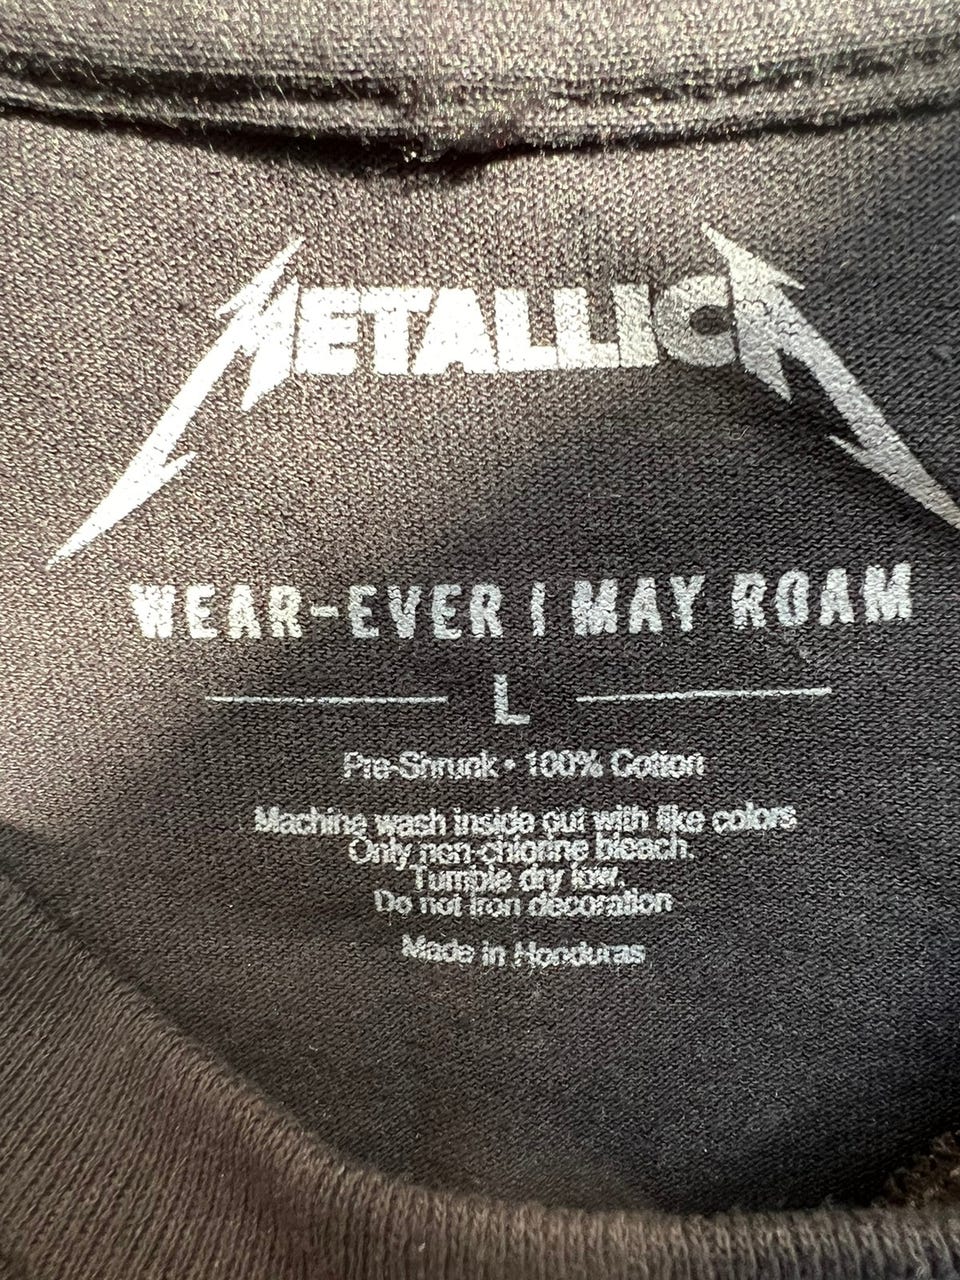 METALLICA
WEAR-EVER I MAY ROAM
L
Pre-Shrunk • 100% Cotton
Machine wash inside out with like colors
Only non-chlorine bleach.
Tumble dry low.
Do not iron decoration
Made in Honduras